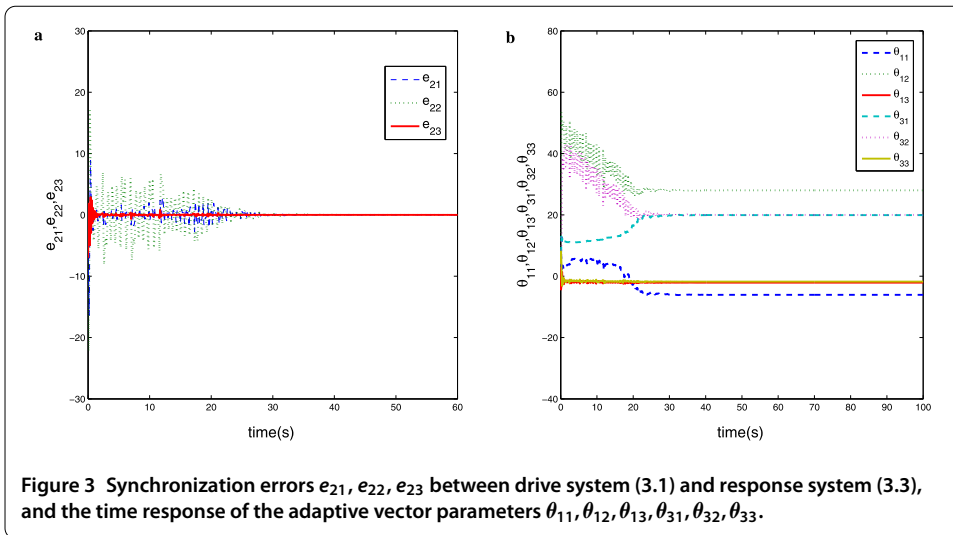 a
30
20
10
0
−10
−20
−30
0 10 20 30 40 50 60
time(s)
e21,e22,e23
e21
e22
e23
b
80
60
40
20
0
−20
−40
0 10 20 30 40 50 60 70 80 90 100
time(s)
θ11,θ12,θ13,θ31,θ32,θ33
θ11
θ12
θ13
θ31
θ32
θ33
Figure 3 Synchronization errors e21, e22, e23 between drive system (3.1) and response system (3.3),
and the time response of the adaptive vector parameters θ11, θ12, θ13, θ31, θ32, θ33.